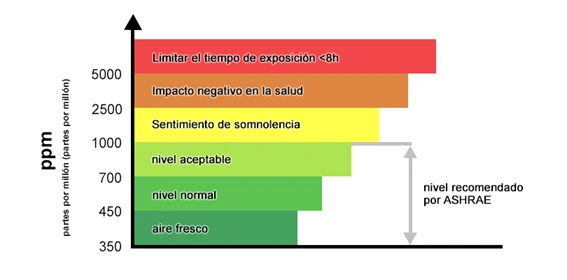 Limitar el tiempo de exposición <8h
5000
Impacto negativo en la salud
2500
Sentimiento de somnolencia
1000
nivel aceptable
700
nivel normal
450
aire fresco
350
ppm
partes por millón (partes por millón)
nivel recomendado
por ASHRAE